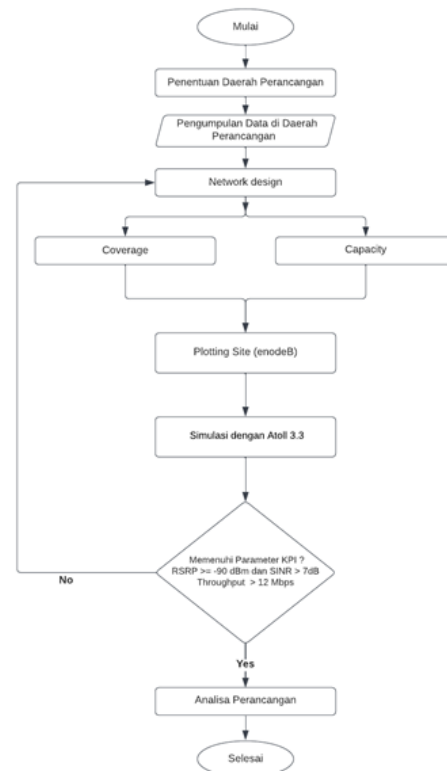 Mulai
Penentuan Daerah Perancangan
Pengumpulan Data di Daerah
Perancangan
Network design
Coverage
Capacity
Plotting Site (enodeB)
Simulasi dengan Atoll 3.3
Memenuhi Parameter KPI ?
RSRP >= -90 dBm dan SINR > 7dB
Throughput > 12 Mbps
No
Yes
Analisa Perancangan
Selesai